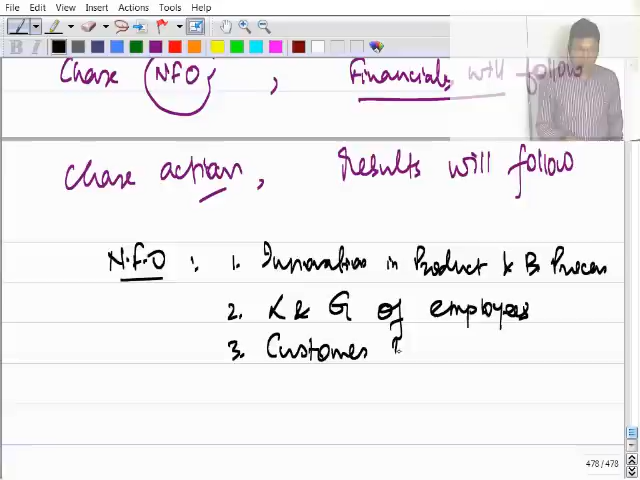 File Edit View Insert Actions Tools Help
B I
Chase NFO , Financials will follow
Chase action, Results will follow
N.F.O : 1. Innovation in Product & B. Process
2. L & G of employees
3. Customer
478 / 478